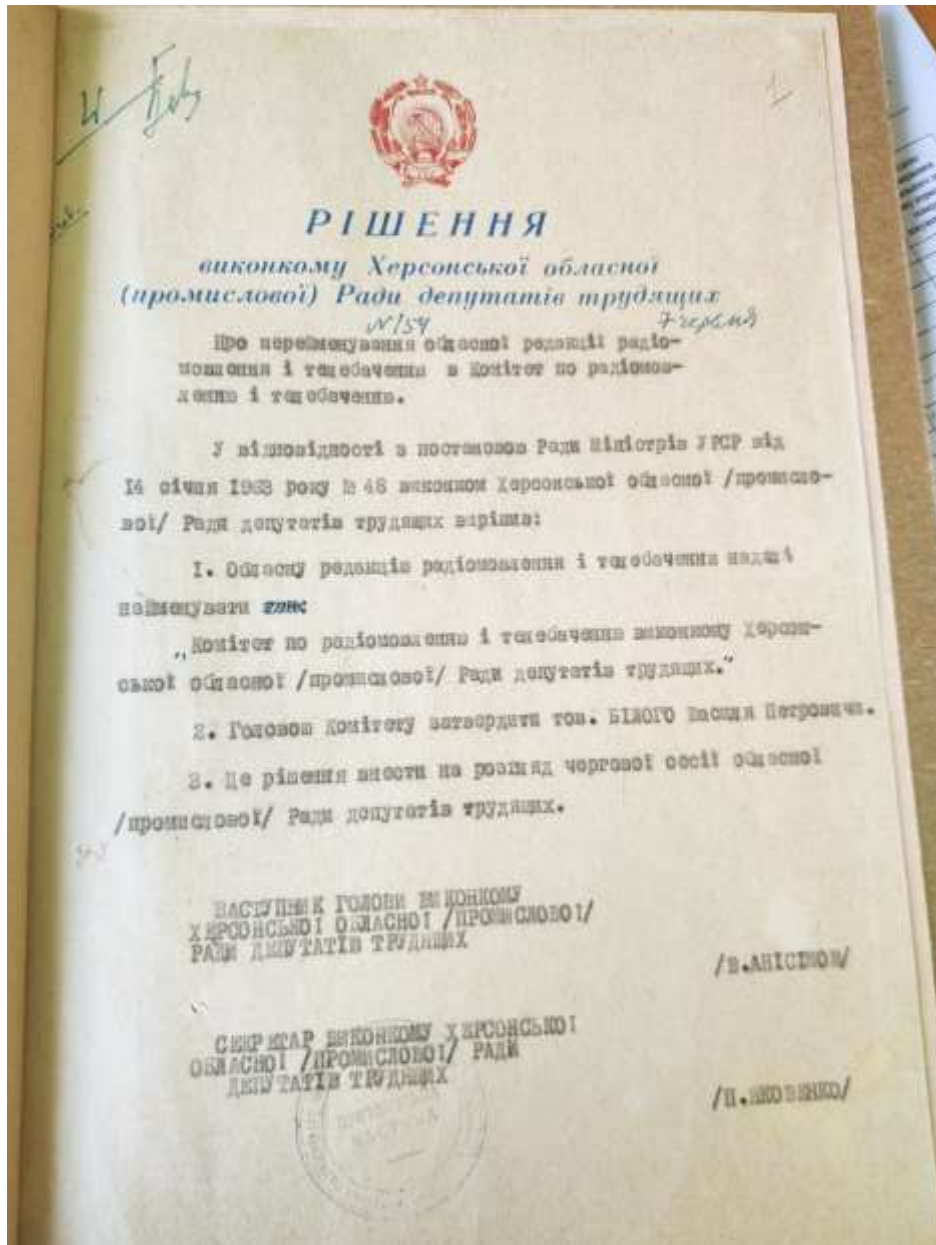 1
РІШЕННЯ
виконкому Херсонської обласної
(промислової) Ради депутатів трудящих
№154 7 червня
Про перейменування обласної редакції радіо-
мовлення і телебачення в Комітет по радіомов-
ленню і телебаченню.
У відповідності з постановою Ради Міністрів УРСР від
14 січня 1963 року № 48 виконком Херсонської обласної /промисло-
вої/ Ради депутатів трудящих вирішив:
1. Обласну редакцію радіомовлення і телебачення надалі
найменувати
„Комітет по радіомовленню і телебаченню виконкому Херсон-
ської обласної /промислової/ Ради депутатів трудящих."
2. Головою Комітету затвердити тов. БІЛОГО Василя Петровича.
3. Це рішення внести на розгляд чергової сесії обласної
/промислової/ Ради депутатів трудящих.
ЗАСТУПНИК ГОЛОВИ ВИКОНКОМУ
ХЕРСОНСЬКОЇ ОБЛАСНОЇ /ПРОМИСЛОВОЇ/
РАДИ ДЕПУТАТІВ ТРУДЯЩИХ
/В.АНІСІМОВ/
СЕКРЕТАР ВИКОНКОМУ ХЕРСОНСЬКОЇ
ОБЛАСНОЇ /ПРОМИСЛОВОЇ/ РАДИ
ДЕПУТАТІВ ТРУДЯЩИХ
/П.ЯКОВЕНКО/